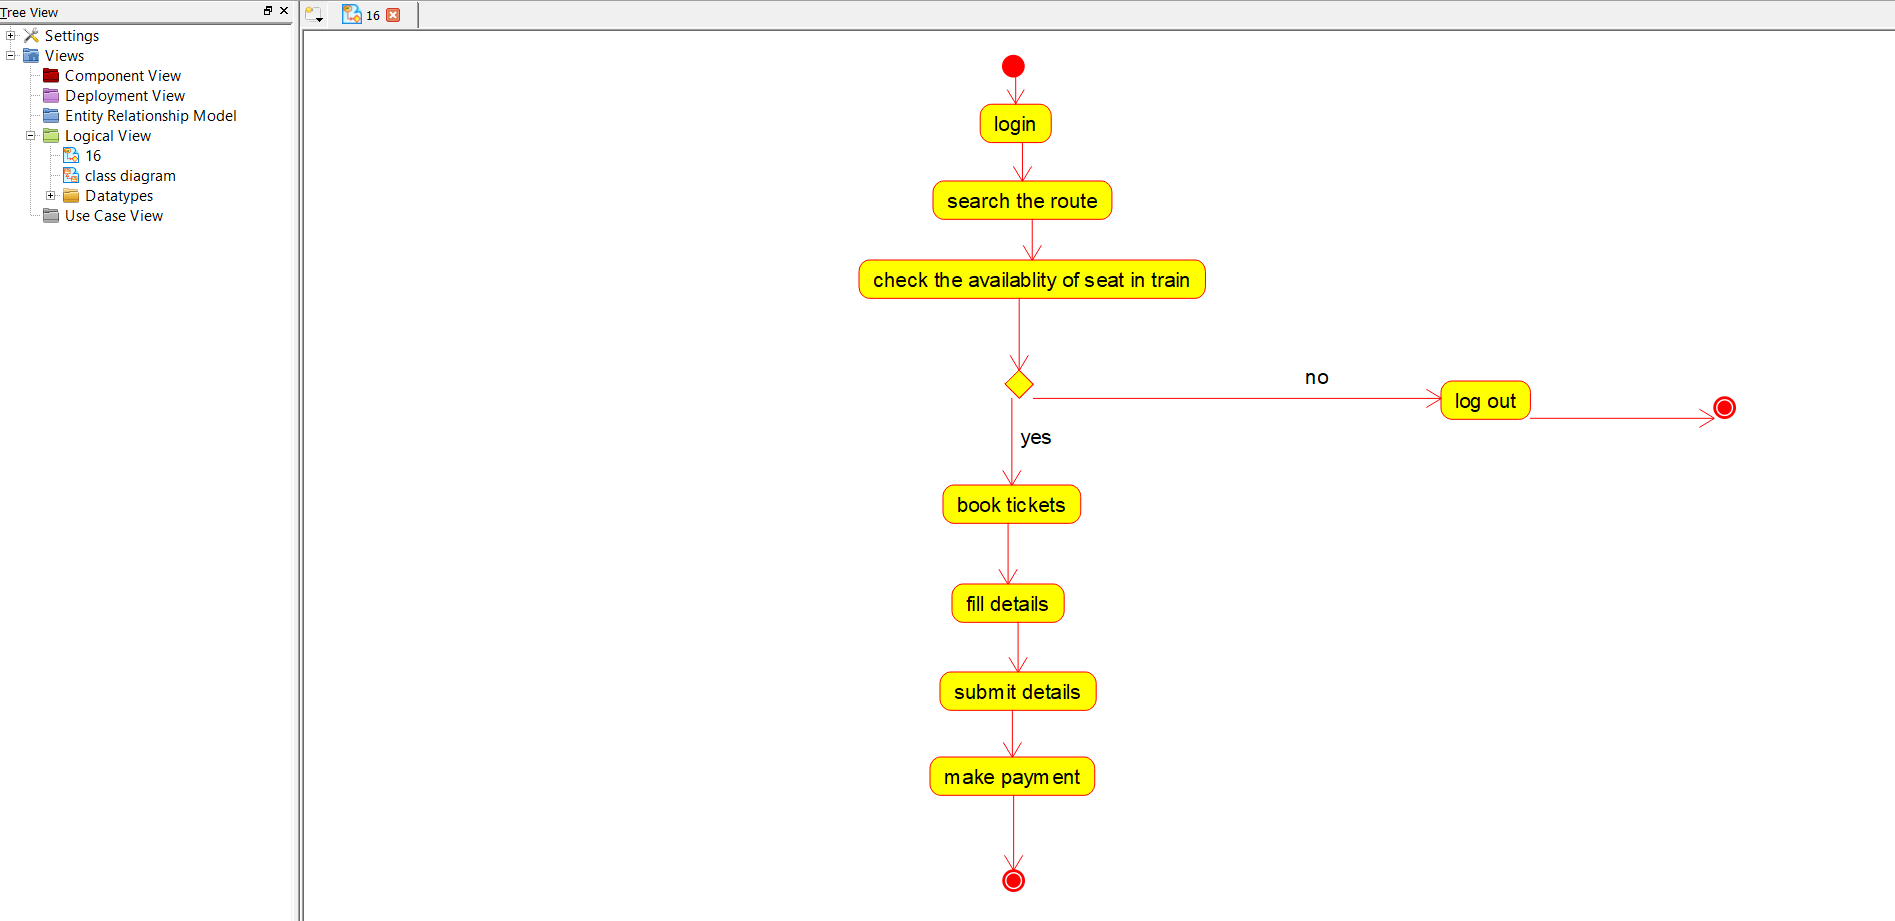 Tree View
Settings
Views
Component View
Deployment View
Entity Relationship Model
Logical View
16
class diagram
Datatypes
Use Case View
16
login
search the route
check the availablity of seat in train
no
log out
yes
book tickets
fill details
submit details
make payment